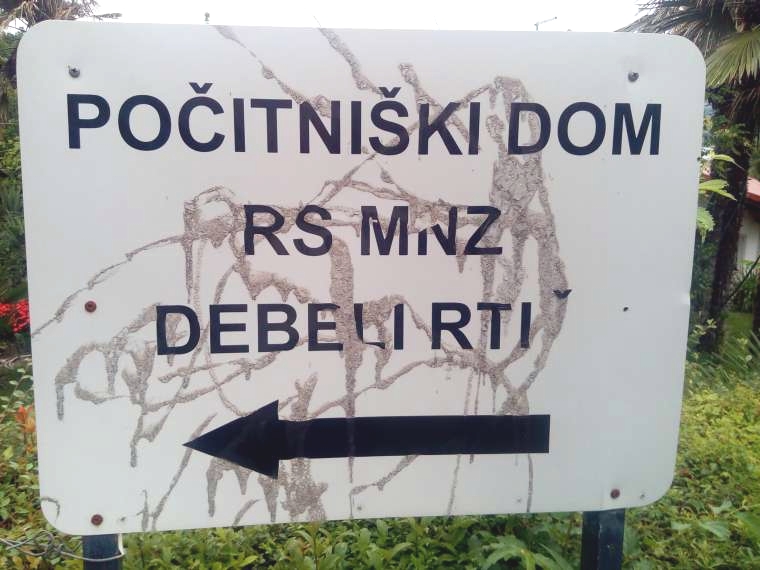 POČITNIŠKI DOM
RS MNZ
DEBELI RTIČ